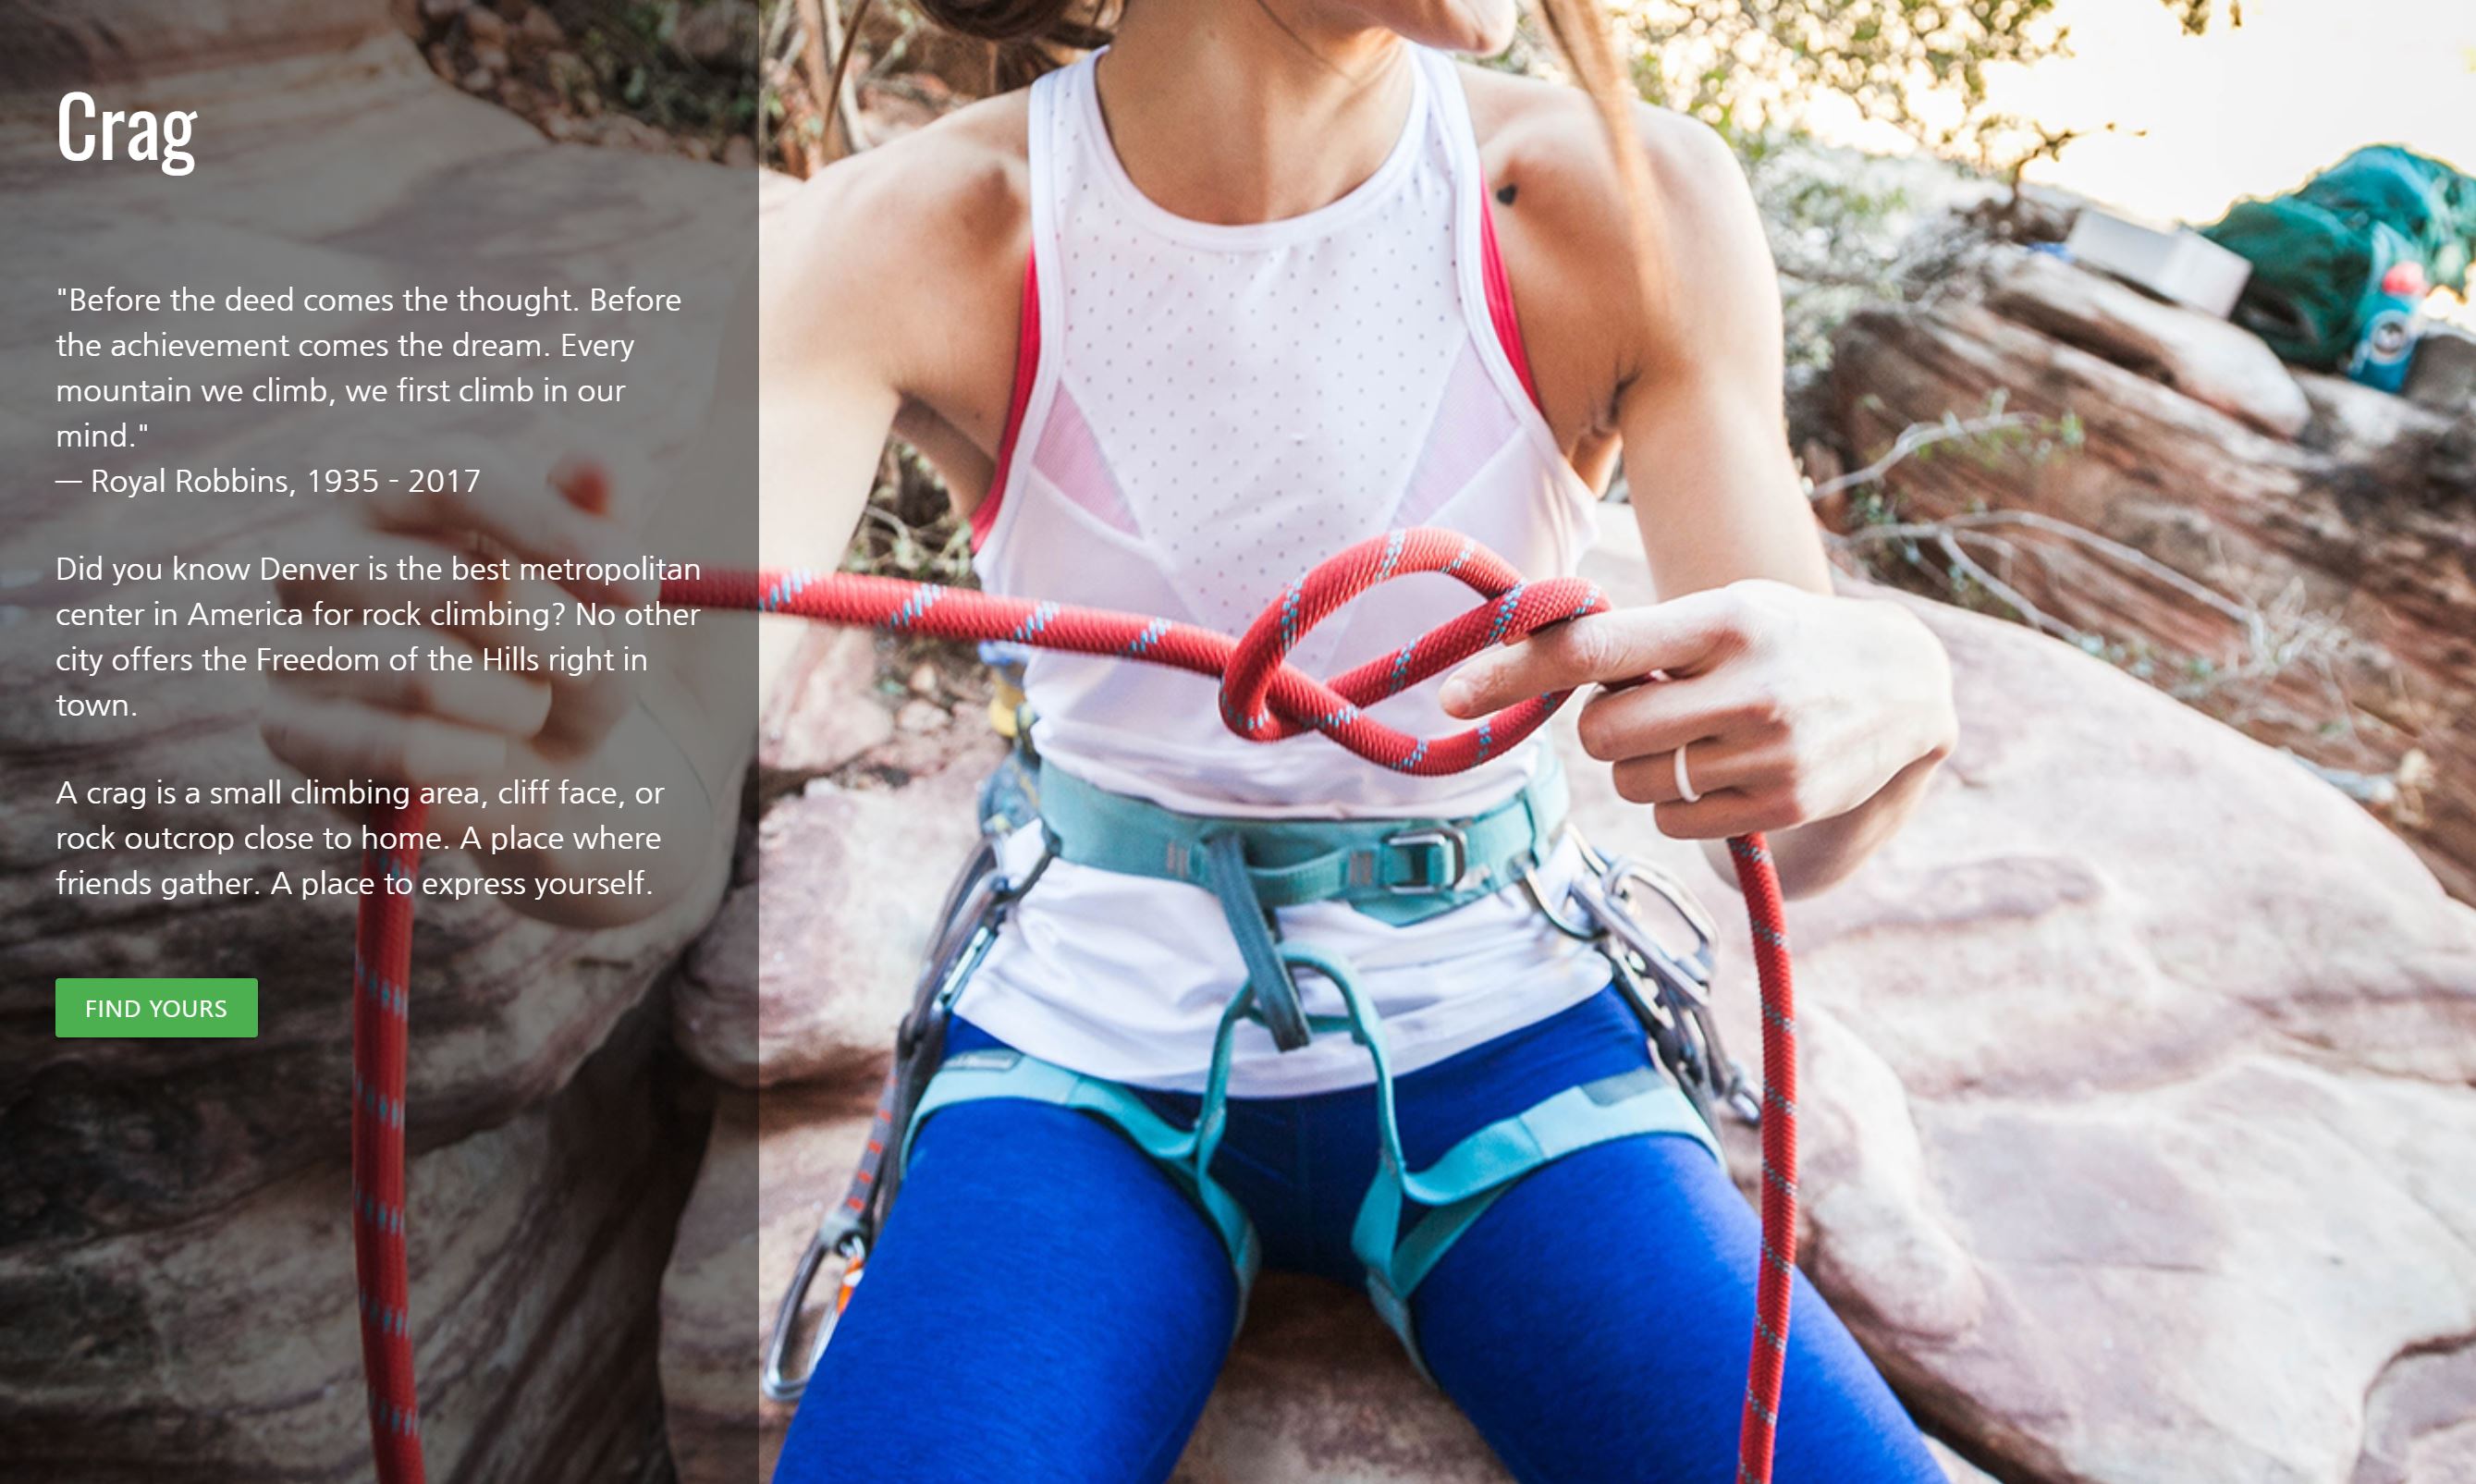 Crag
"Before the deed comes the thought. Before
the achievement comes the dream. Every
mountain we climb, we first climb in our
mind."
— Royal Robbins, 1935 - 2017
Did you know Denver is the best metropolitan
center in America for rock climbing? No other
city offers the Freedom of the Hills right in
town.
A crag is a small climbing area, cliff face, or
rock outcrop close to home. A place where
friends gather. A place to express yourself.
FIND YOURS